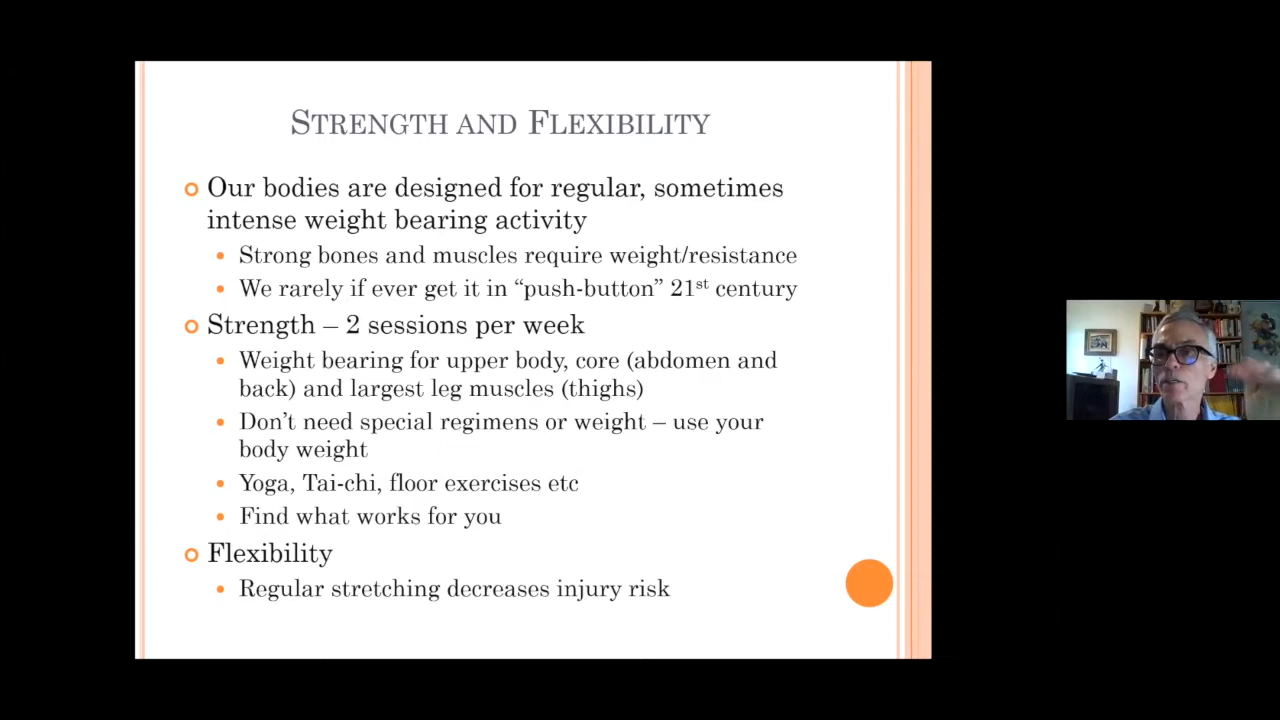 STRENGTH AND FLEXIBILITY
Our bodies are designed for regular, sometimes
intense weight bearing activity
Strong bones and muscles require weight/resistance
We rarely if ever get it in “push-button” 21st century
Strength – 2 sessions per week
Weight bearing for upper body, core (abdomen and
back) and largest leg muscles (thighs)
Don’t need special regimens or weight – use your
body weight
Yoga, Tai-chi, floor exercises etc
Find what works for you
Flexibility
Regular stretching decreases injury risk